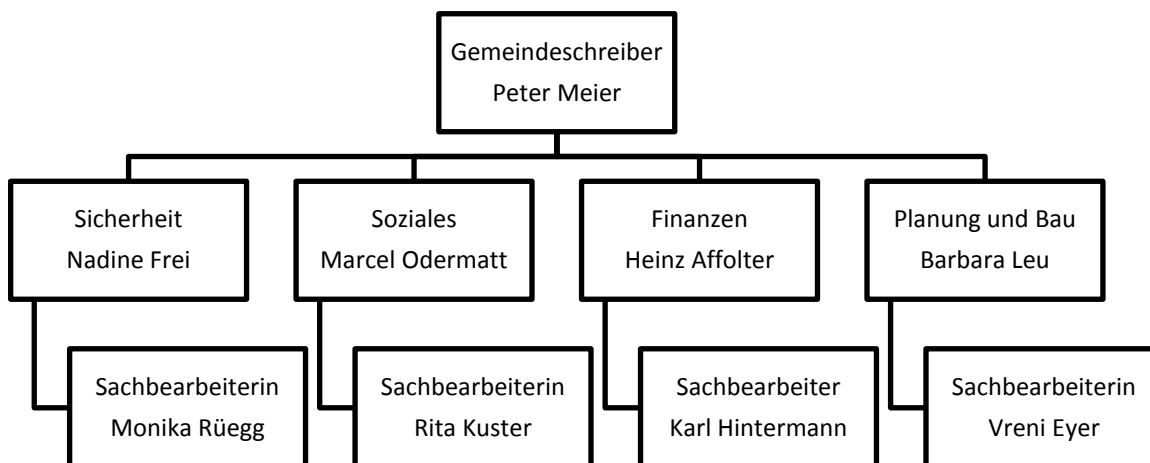 Gemeindeschreiber
Peter Meier
Sicherheit
Nadine Frei
Soziales
Marcel Odermatt
Finanzen
Heinz Affolter
Planung und Bau
Barbara Leu
Sachbearbeiterin
Monika Rüegg
Sachbearbeiterin
Rita Kuster
Sachbearbeiter
Karl Hintermann
Sachbearbeiterin
Vreni Eyer